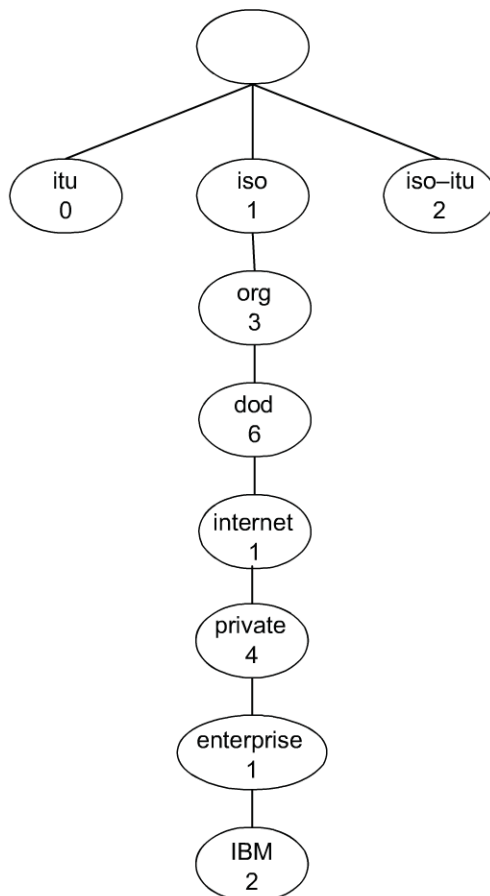 itu
0
iso
1
iso–itu
2
org
3
dod
6
internet
1
private
4
enterprise
1
IBM
2